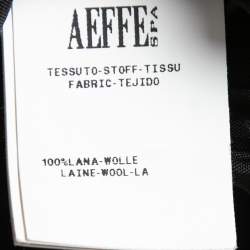 AEFFE SPA
TESSUTO-STOFF-TISSU
FABRIC-TEJIDO
100%LANA-WOLLE
LAINE-WOOL-LA